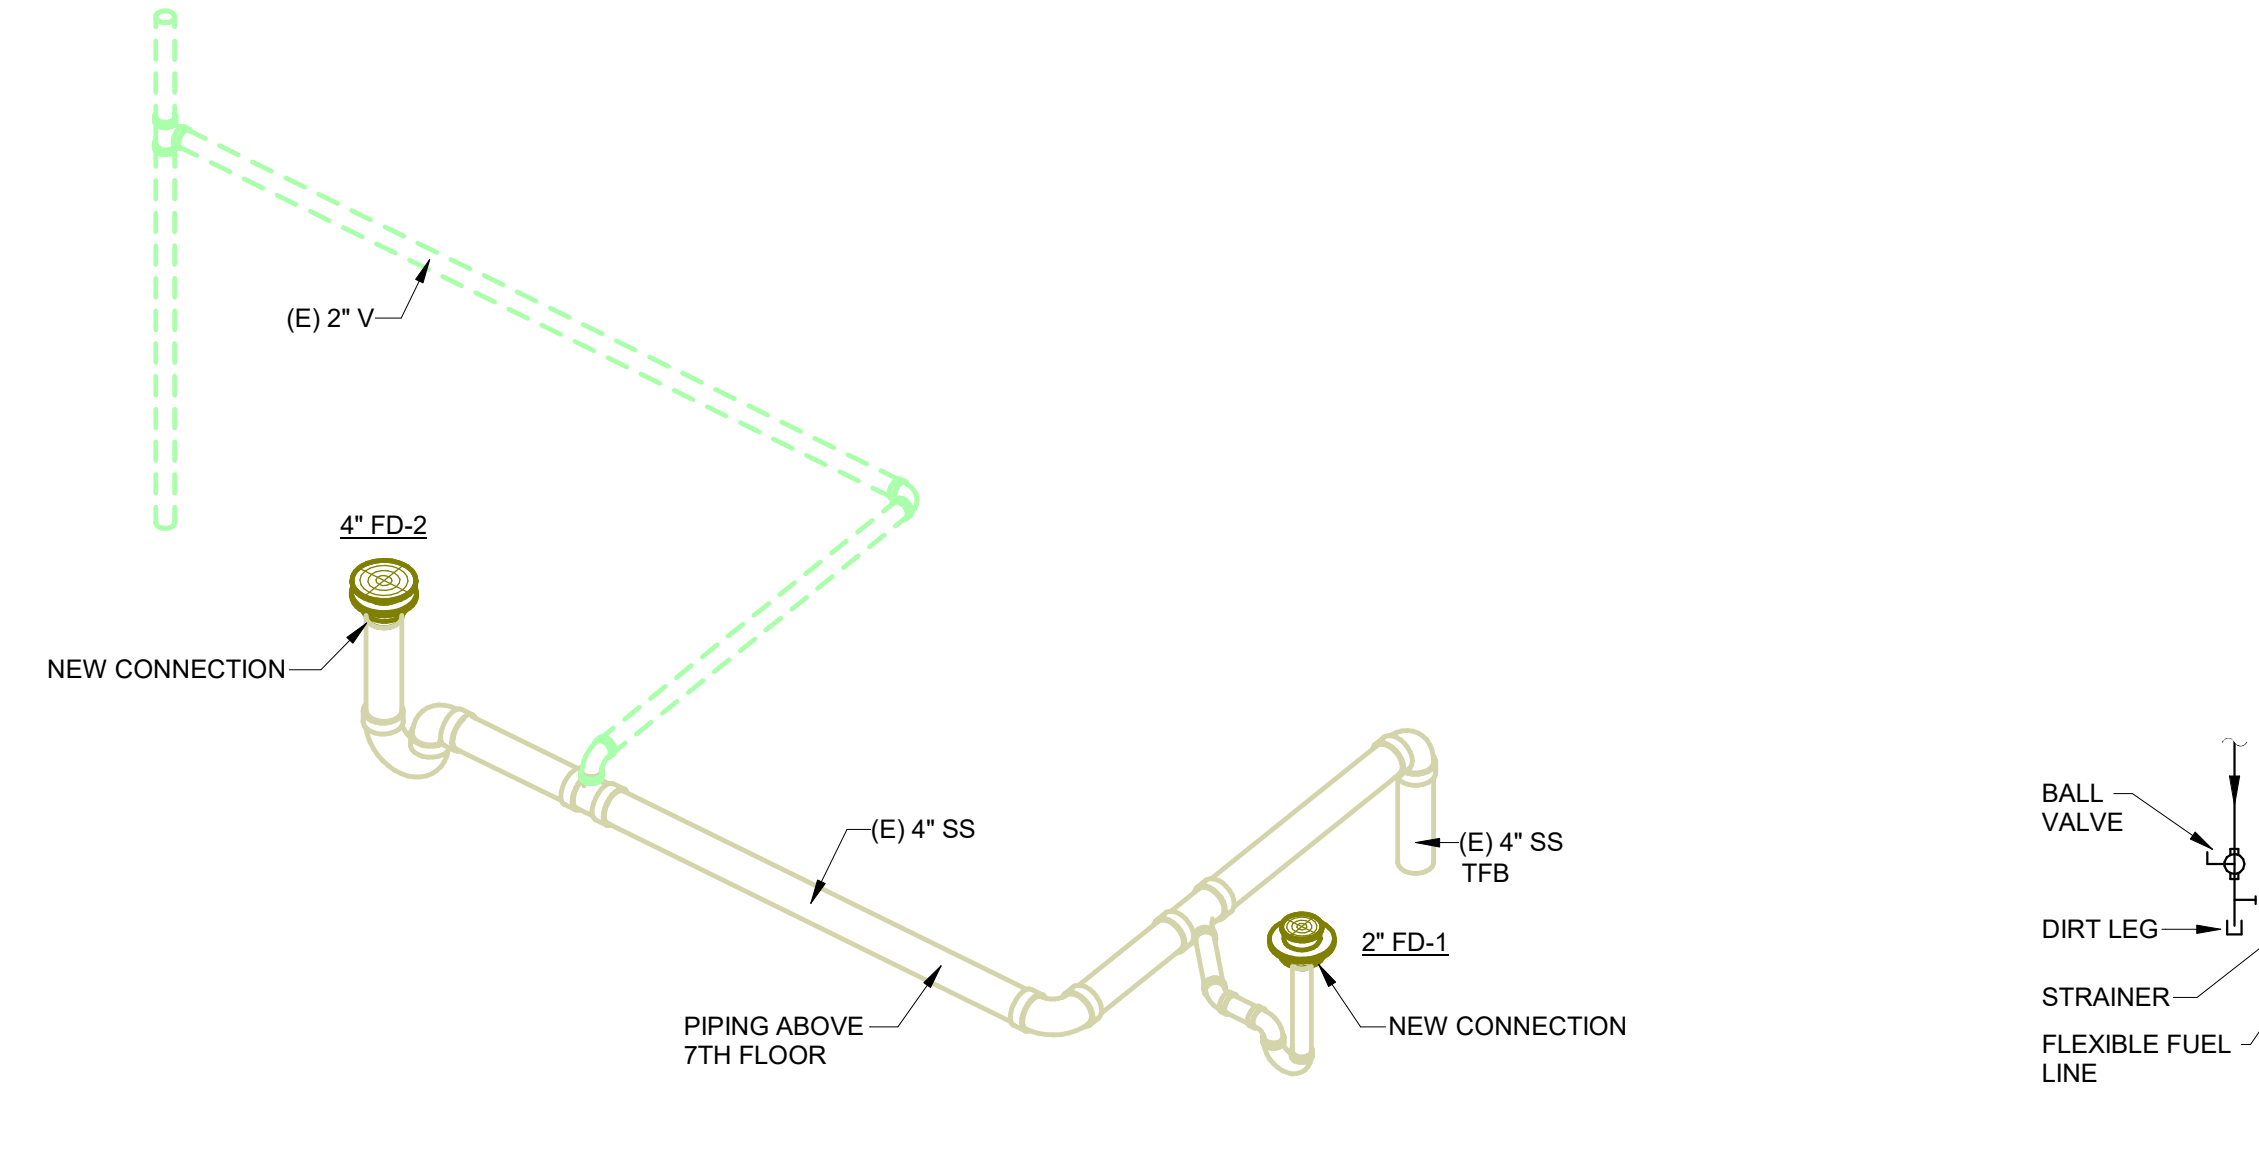 (E) 2" V
4" FD-2
NEW CONNECTION
(E) 4" SS
(E) 4" SS
TFB
2" FD-1
NEW CONNECTION
PIPING ABOVE
7TH FLOOR
BALL
VALVE
DIRT LEG
STRAINER
FLEXIBLE FUEL
LINE